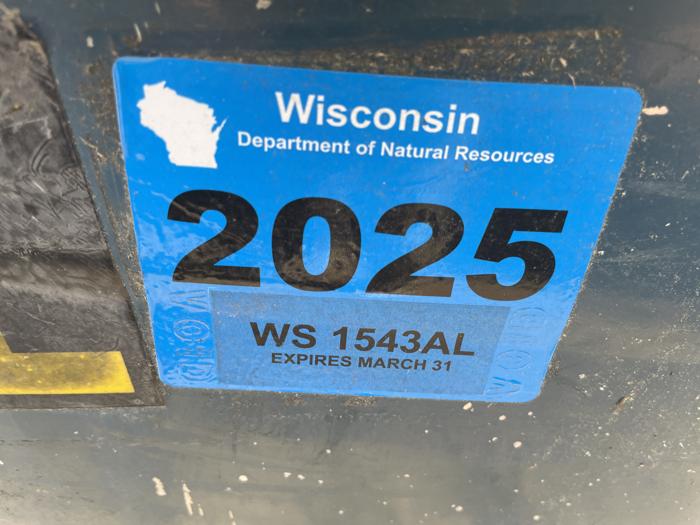 Wisconsin
Department of Natural Resources
2025
WS 1543AL
EXPIRES MARCH 31